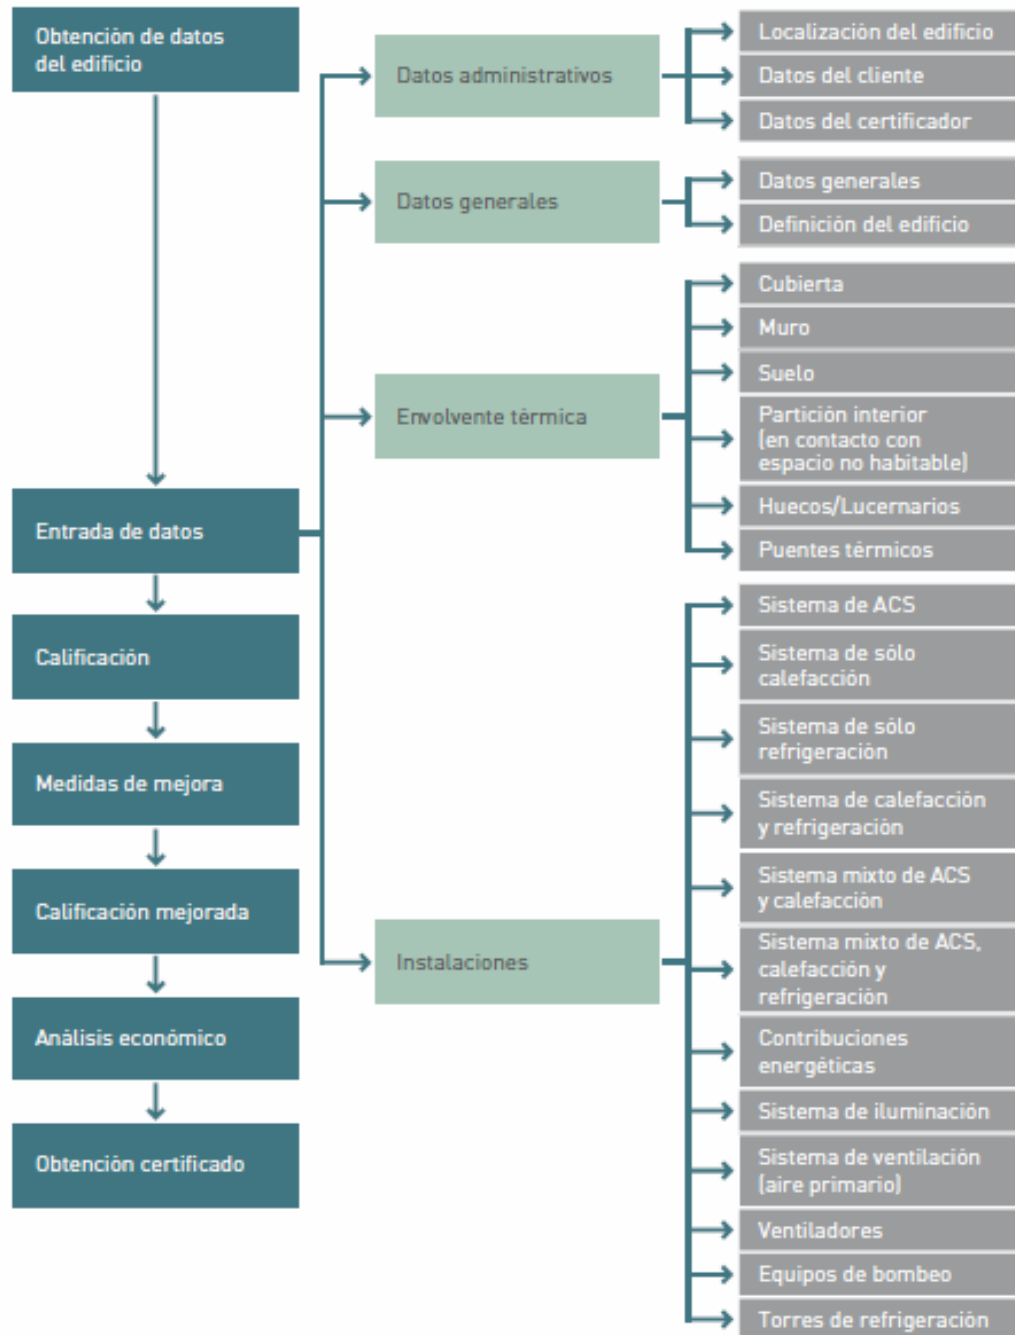 Obtención de datos
del edificio
Entrada de datos
Calificación
Medidas de mejora
Calificación mejorada
Análisis económico
Obtención certificado
Datos administrativos
Datos generales
Envolvente térmica
Instalaciones
Localización del edificio
Datos del cliente
Datos del certificador
Datos generales
Definición del edificio
Cubierta
Muro
Suelo
Partición interior
(en contacto con
espacio no habitable)
Huecos/Lucernarios
Puentes térmicos
Sistema de ACS
Sistema de sólo
calefacción
Sistema de sólo
refrigeración
Sistema de calefacción
y refrigeración
Sistema mixto de ACS
y calefacción
Sistema mixto de ACS,
calefacción y
refrigeración
Contribuciones
energéticas
Sistema de iluminación
Sistema de ventilación
(aire primario)
Ventiladores
Equipos de bombeo
Torres de refrigeración